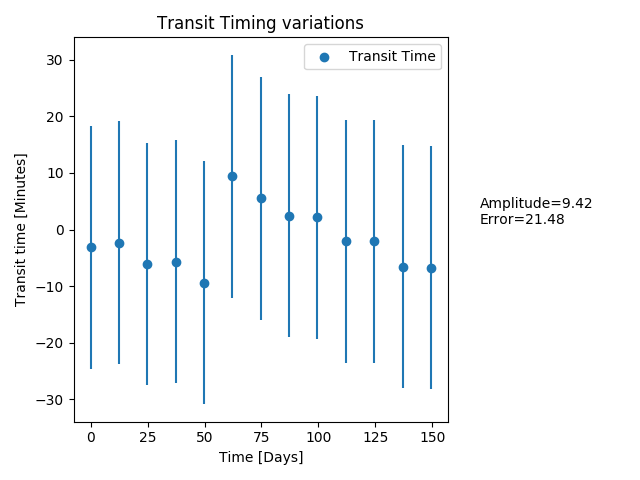 Transit Timing variations
Transit Time
30
20
10
0
−10
−20
−30
Transit time [Minutes]
0
25
50
75
100
125
150
Time [Days]
Amplitude=9.42
Error=21.48